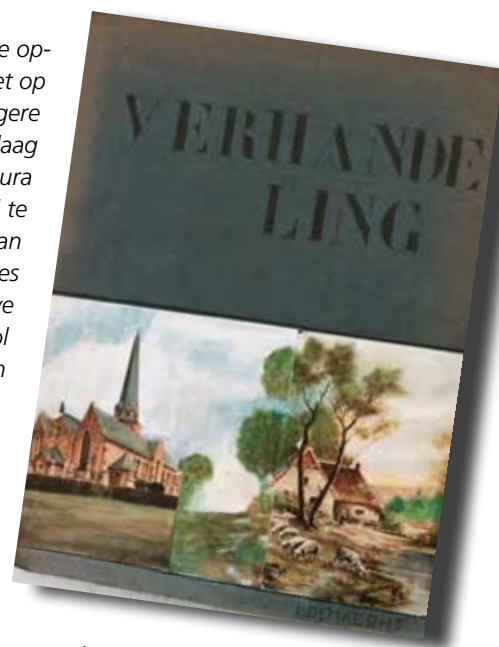 e op-
et op
gere
laag
ura
te
an
es
ve
ol
n
VERHANDE
LING